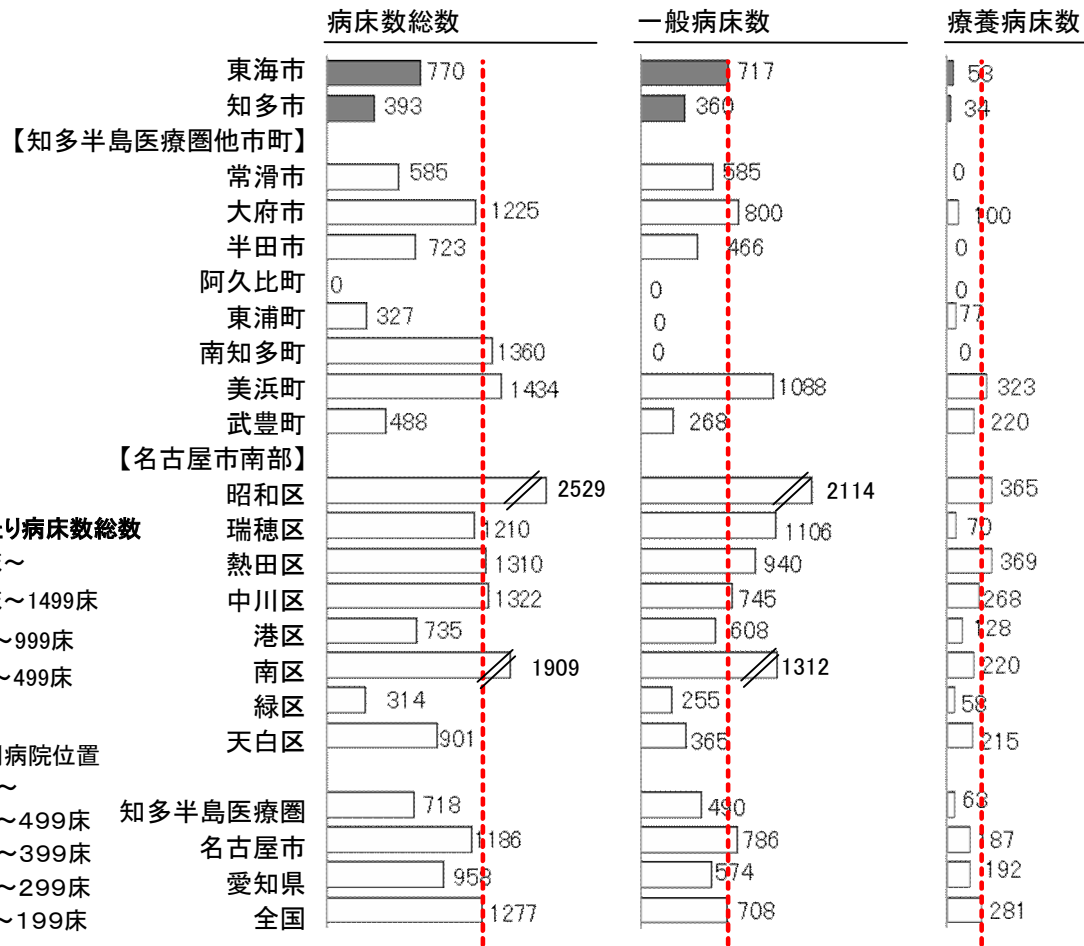 病床数総数 一般病床数 療養病床数
東海市 770 717 53
知多市 393 360 34
【知多半島医療圏他市町】
常滑市 585 585 0
大府市 1225 800 100
半田市 723 466 0
阿久比町 0 0 0
東浦町 327 0 77
南知多町 1360 0 0
美浜町 1434 1088 323
武豊町 488 268 220
【名古屋市南部】
昭和区 2529 2114 365
り病床数総数 瑞穂区 1210 1106 70
～ 熱田区 1310 940 369
～1499床 中川区 1322 745 268
～999床 港区 735 608 128
～499床 南区 1909 1312 220
緑区 314 255 58
天白区 901 365 215
病院位置
～
～499床 知多半島医療圏 718 490 63
～399床 名古屋市 1186 786 187
～299床 愛知県 958 574 192
～199床 全国 1277 708 281